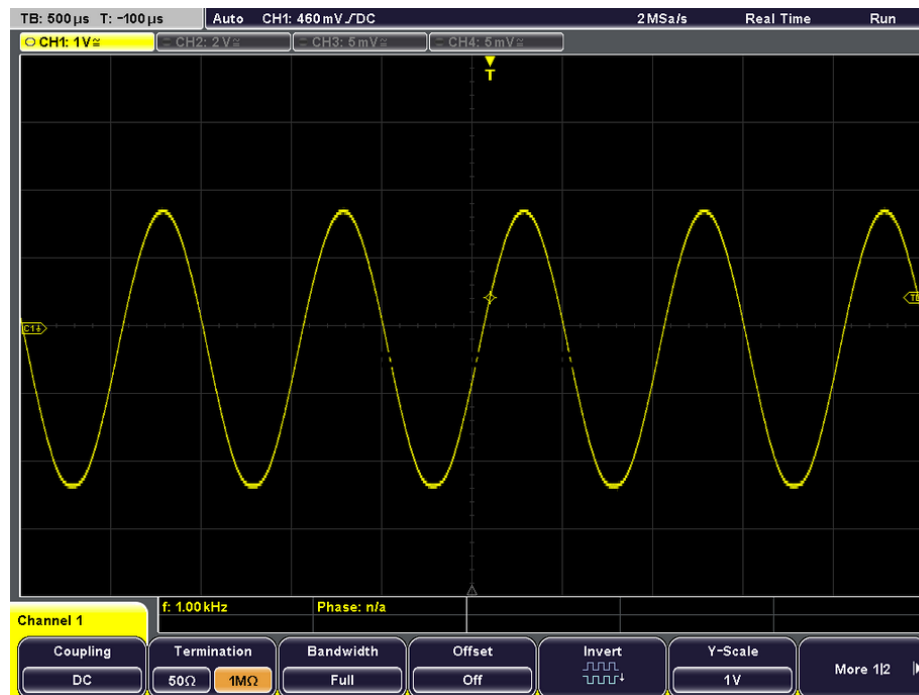 TB: 500 µs T: -100 µs Auto CH1: 460 mV DC 2 MSa/s Real Time Run
CH1: 1 V CH2: 2 V CH3: 5 mV CH4: 5 mV
T
C1
f: 1.00 kHz Phase: n/a
Channel 1
Coupling Termination Bandwidth Offset Invert Y-Scale More 1|2
DC 50Ω 1MΩ Full Off 1 V